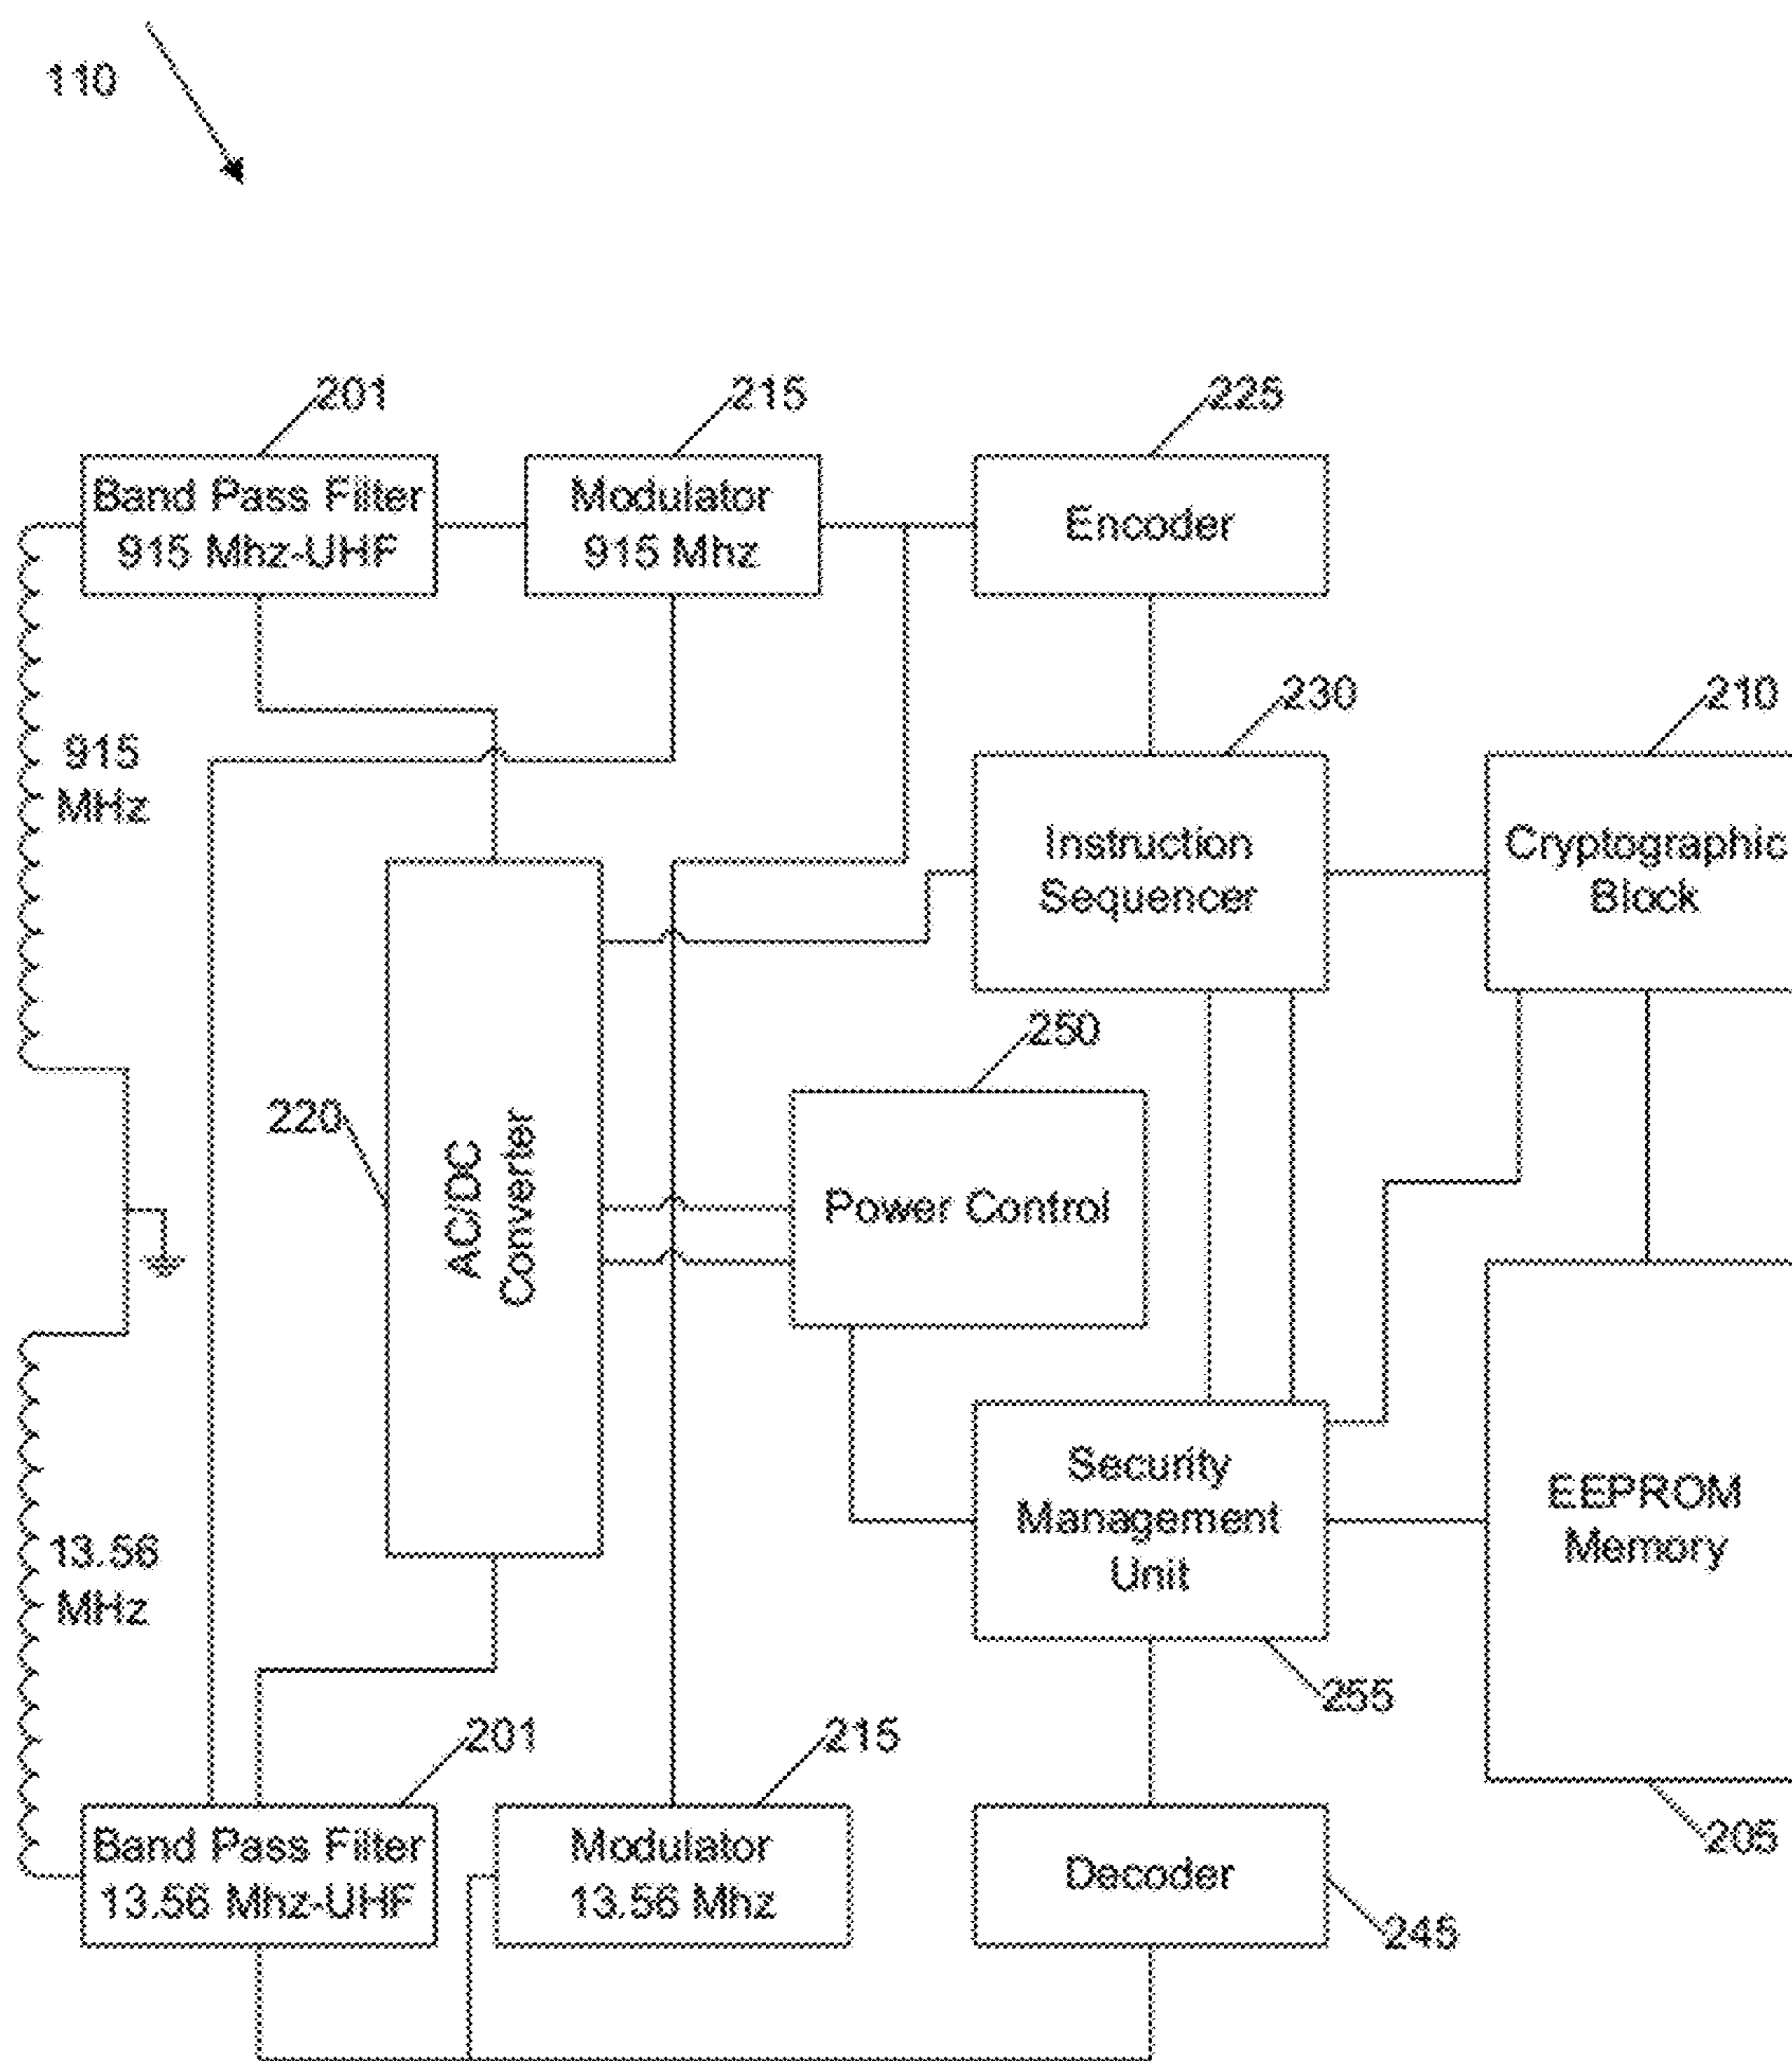 110
201
215
225
Band Pass Filter
915 Mhz-UHF
Modulator
915 Mhz
Encoder
230
210
915
MHz
Instruction
Sequencer
Cryptographic
Block
250
220
AC/DC
Converter
Power Control
Security
Management
Unit
EEPROM
Memory
13.56
MHz
255
201
215
205
Band Pass Filter
13.56 Mhz-UHF
Modulator
13.56 Mhz
Decoder
245